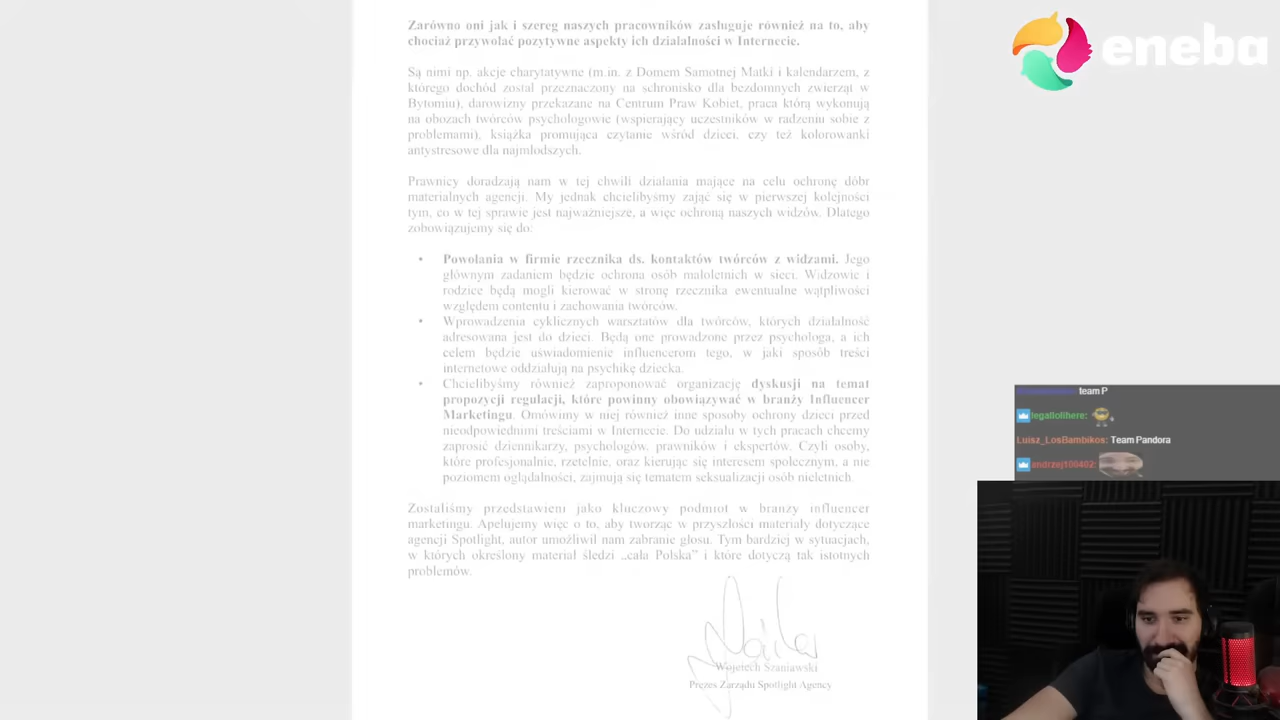 Zarówno oni jak i szereg naszych pracowników zasługuje również na to, aby
chociaż przywołać pozytywne aspekty ich działalności w Internecie.
Są nimi np. akcje charytatywne (m.in. z Domem Samotnej Matki i kalendarzem, z
którego dochód został przeznaczony na schronisko dla bezdomnych zwierząt w
Bytomiu), darowizny przekazane na Centrum Praw Kobiet, praca którą wykonują
na obozach twórców psychologowie (wspierający uczestników w radzeniu sobie z
problemami), książka promująca czytanie wśród dzieci, czy też kolorowanki
antystresowe dla najmłodszych.
Prawnicy doradzają nam w tej chwili działania mające na celu ochronę dóbr
materialnych agencji. My jednak chcielibyśmy zająć się w pierwszej kolejności
tym, co w tej sprawie jest najważniejsze, a więc ochroną naszych widzów. Dlatego
zobowiązujemy się do:
• Powołania w firmie rzecznika ds. kontaktów twórców z widzami. Jego
głównym zadaniem będzie ochrona osób małoletnich w sieci. Widzowie i
rodzice będą mogli kierować w stronę rzecznika ewentualne wątpliwości
względem contentu i zachowania twórców.
• Wprowadzenia cyklicznych warsztatów dla twórców, których działalność
adresowana jest do dzieci. Będą one prowadzone przez psychologa, a ich
celem będzie uświadomienie influencerom tego, w jaki sposób treści
internetowe oddziałują na psychikę dziecka.
• Chcielibyśmy również zaproponować organizację dyskusji na temat
propozycji regulacji, które powinny obowiązywać w branży Influencer
Marketingu. Omówimy w niej również inne sposoby ochrony dzieci przed
nieodpowiednimi treściami w Internecie. Do udziału w tych pracach chcemy
zaprosić dziennikarzy, psychologów, prawników i ekspertów. Czyli osoby,
które profesjonalnie, rzetelnie, oraz kierując się interesem społecznym, a nie
poziomem oglądalności, zajmują się tematem seksualizacji osób nieletnich.
Zostaliśmy przedstawieni jako kluczowy podmiot w branży influencer
marketingu. Apelujemy więc o to, aby tworząc w przyszłości materiały dotyczące
agencji Spotlight, autor umożliwił nam zabranie głosu. Tym bardziej w sytuacjach,
w których określony materiał śledzi „cała Polska” i które dotyczą tak istotnych
problemów.
Wojciech Szaniawski
Prezes Zarządu Spotlight Agency
eneba
team P
legatiofihere:
Luisz_LosBambikos: Team Pandora
andrzej100402: